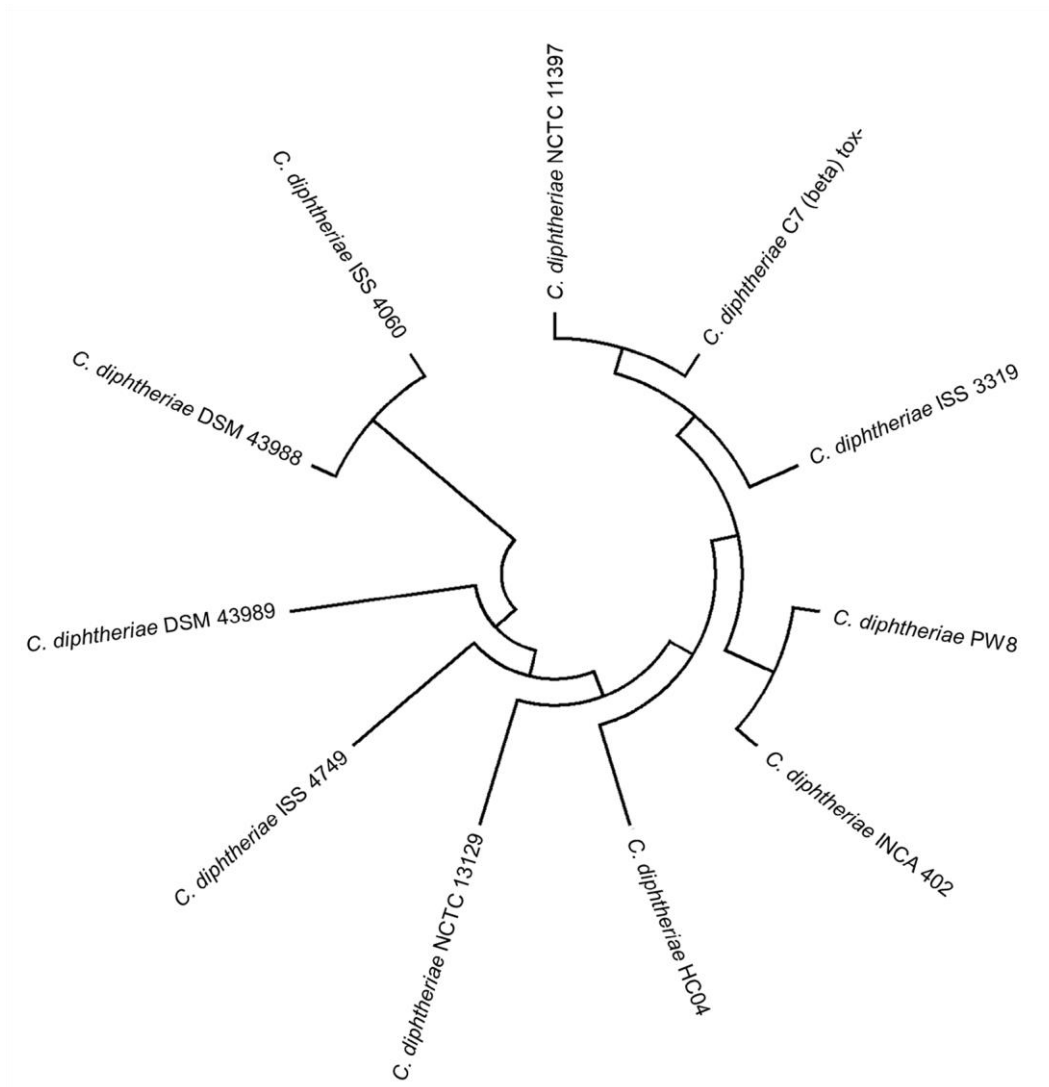 C. diphtheriae NCTC 11397
C. diphtheriae C7 (beta) tox-
C. diphtheriae ISS 3319
C. diphtheriae PW8
C. diphtheriae INCA 402
C. diphtheriae HC04
C. diphtheriae NCTC 13129
C. diphtheriae ISS 4749
C. diphtheriae DSM 43989
C. diphtheriae DSM 43988
C. diphtheriae ISS 4060